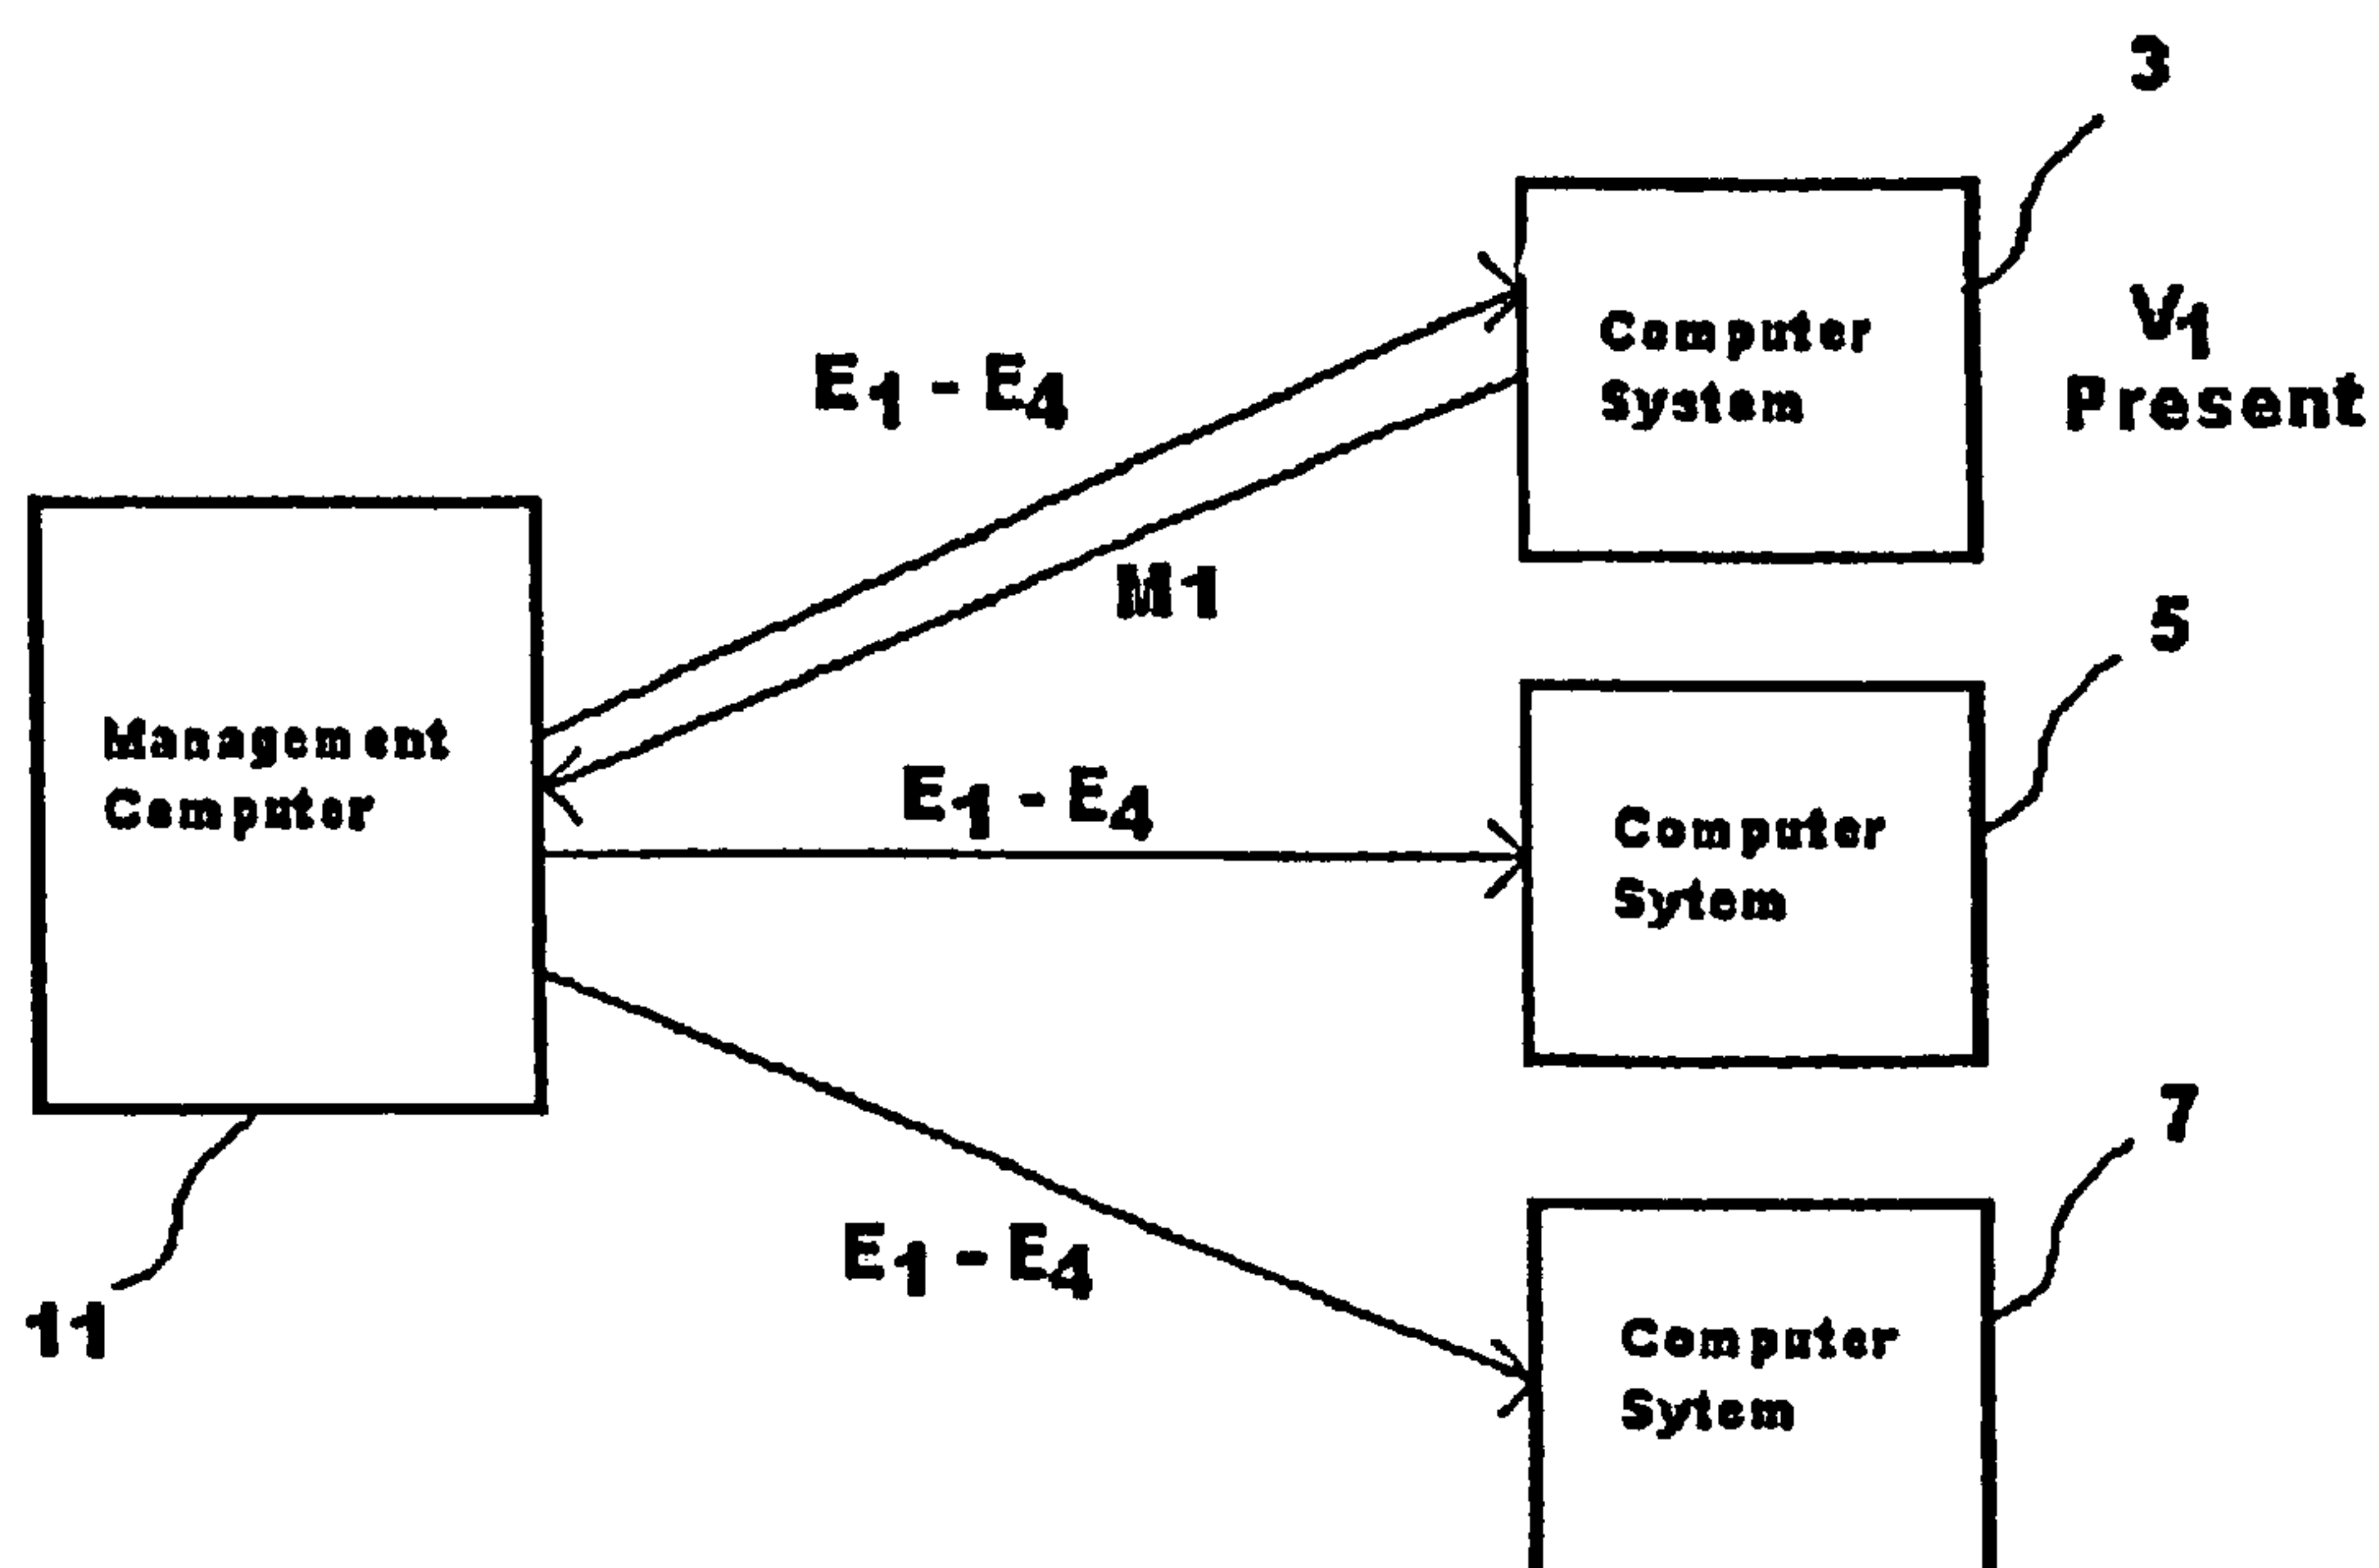 3
Computer
System
V1
Present
E1 - E4
M1
5
Management
Computer
E1 - E4
Computer
Sytem
7
E1 - E4
11
Computer
Sytem